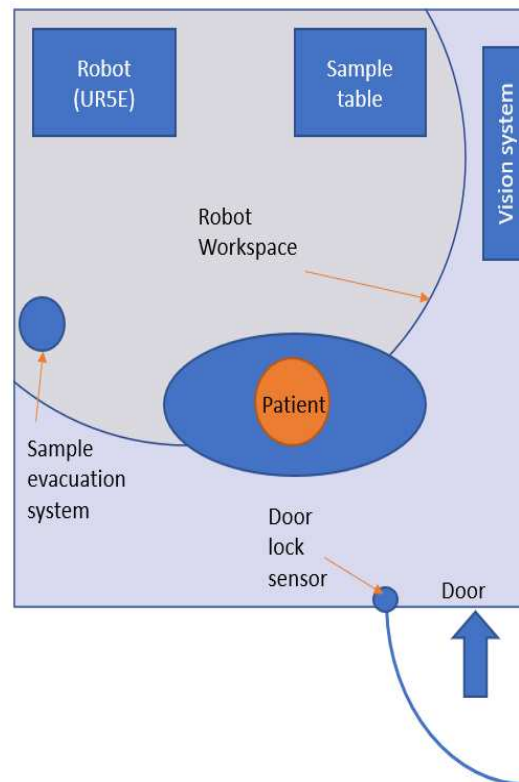 Robot
(UR5E)
Sample
table
Vision system
Robot
Workspace
Patient
Sample
evacuation
system
Door
lock
sensor
Door